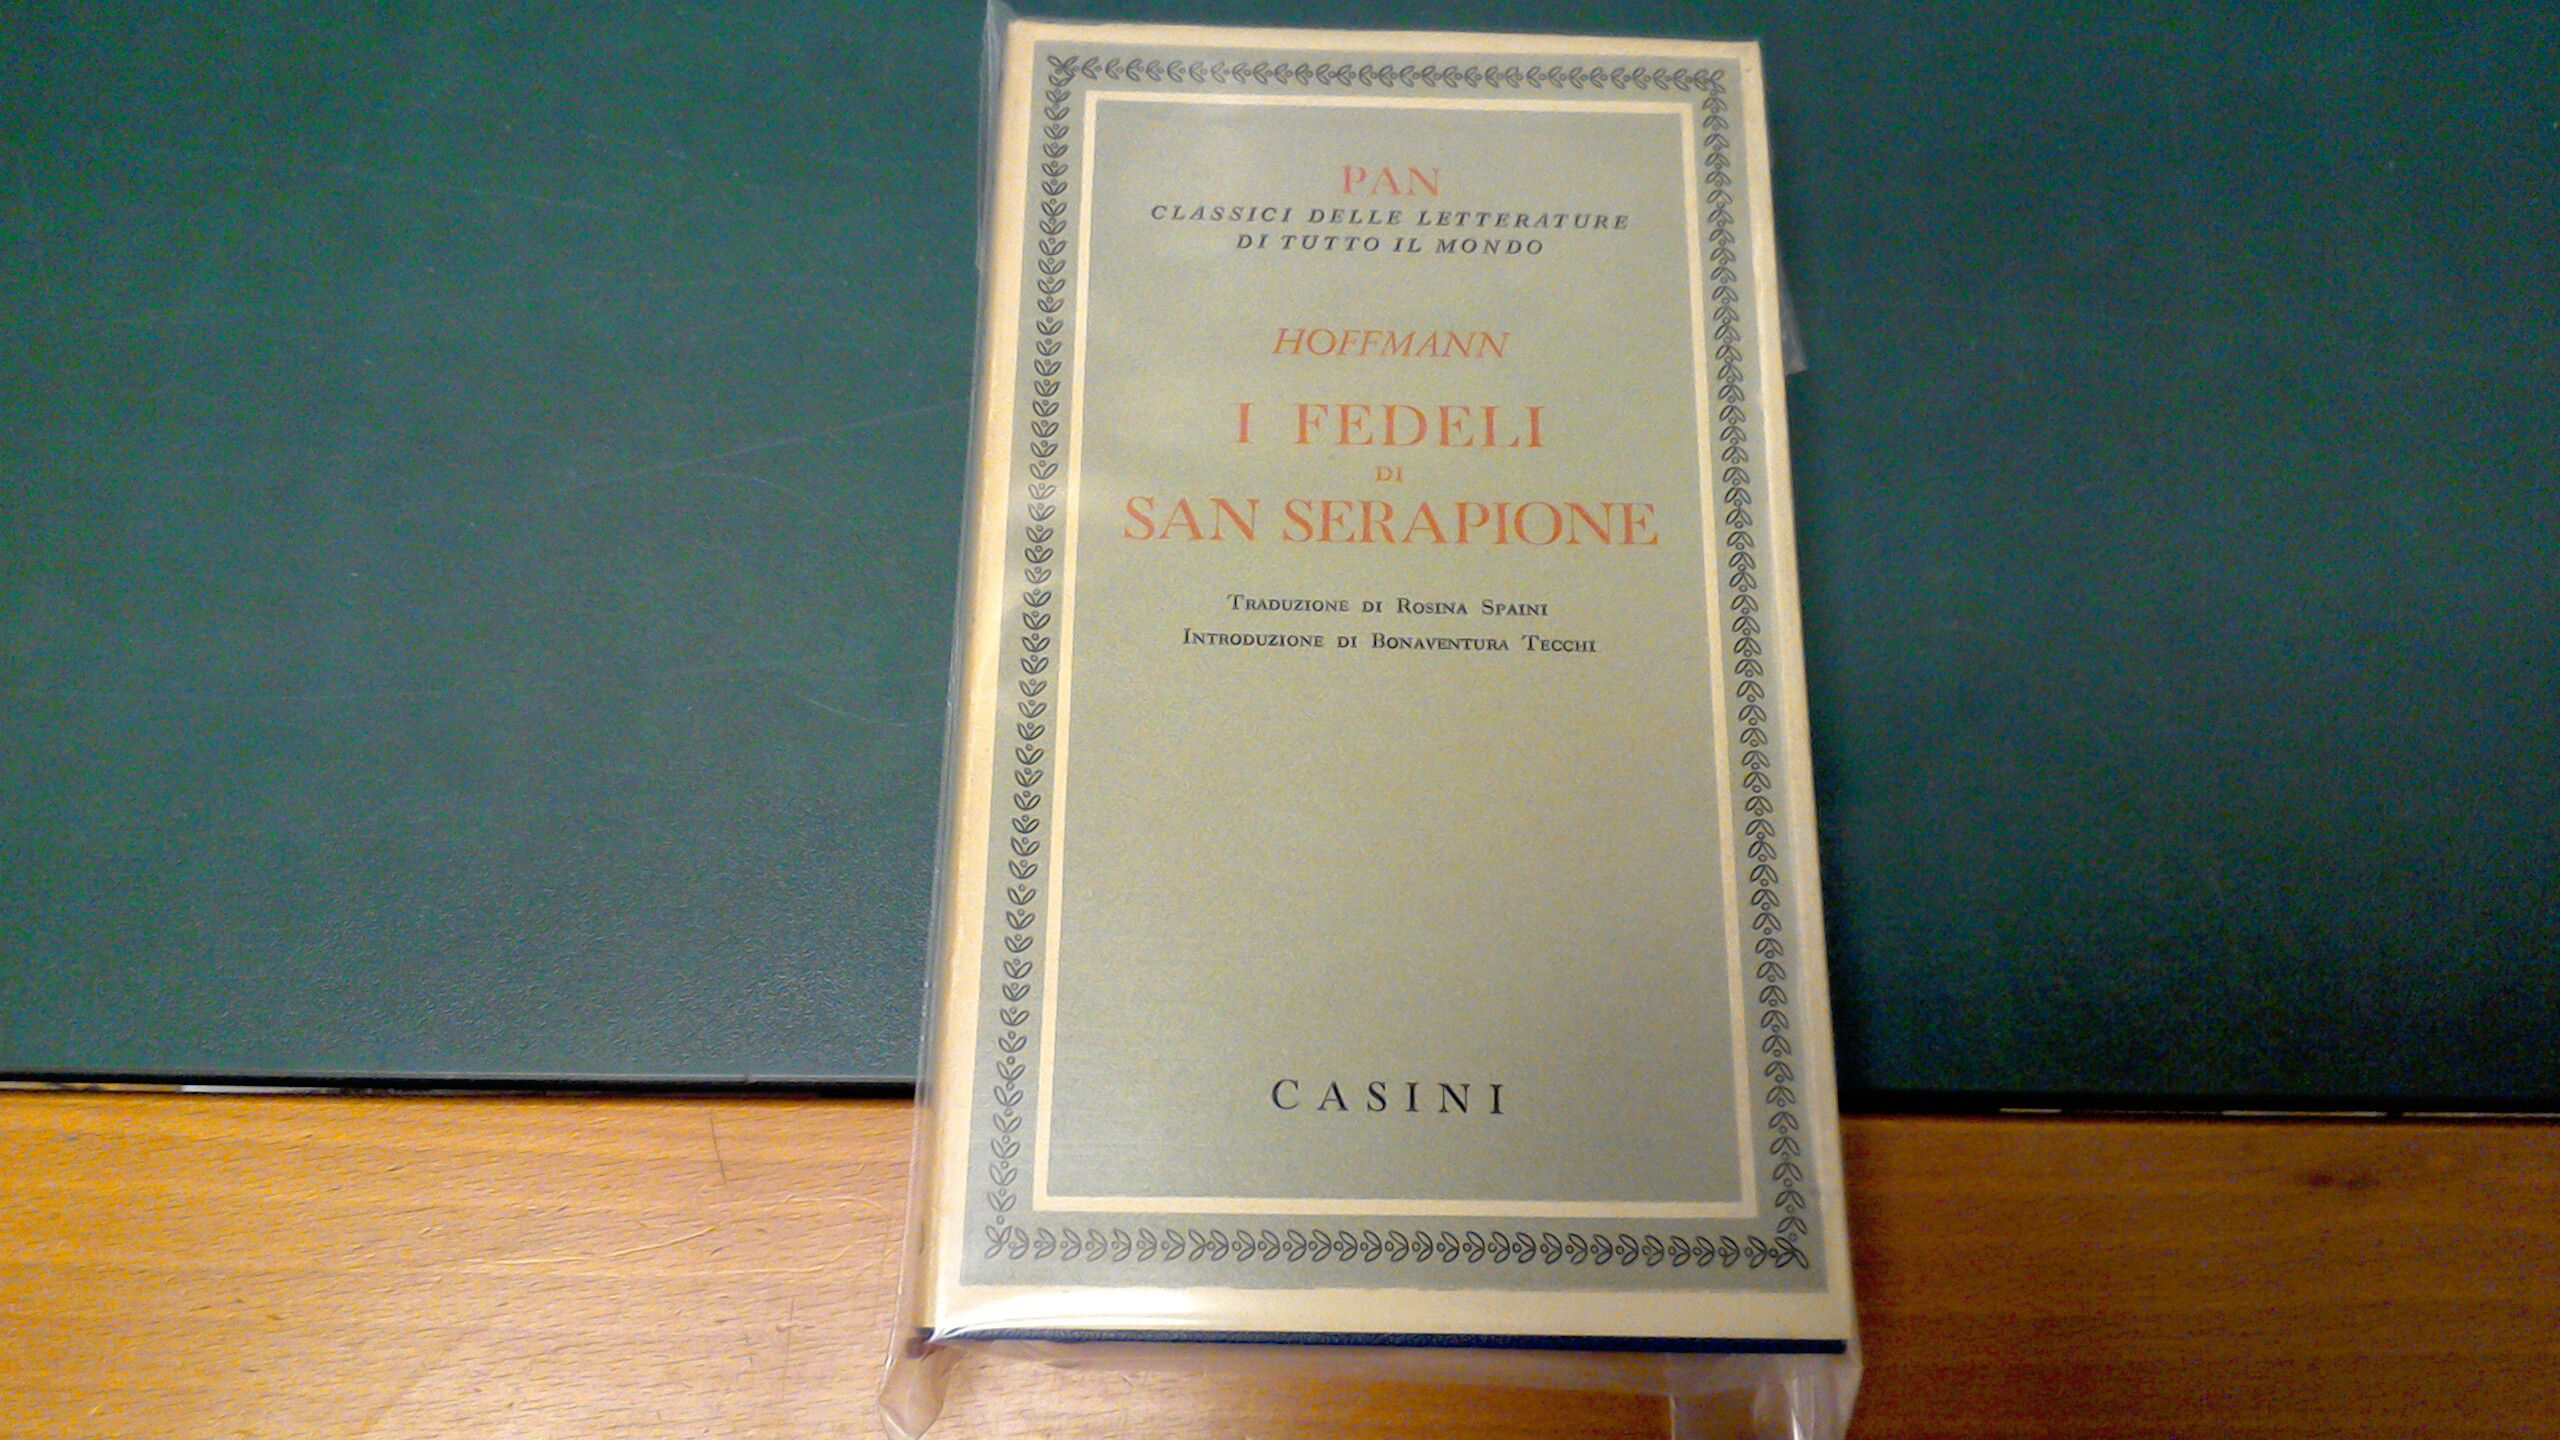 PAN
CLASSICI DELLE LETTERATURE
DI TUTTO IL MONDO
HOFFMANN
I FEDELI
DI
SAN SERAPIONE
Traduzione di Rosina Spaini
Introduzione di Bonaventura Tecchi
CASINI